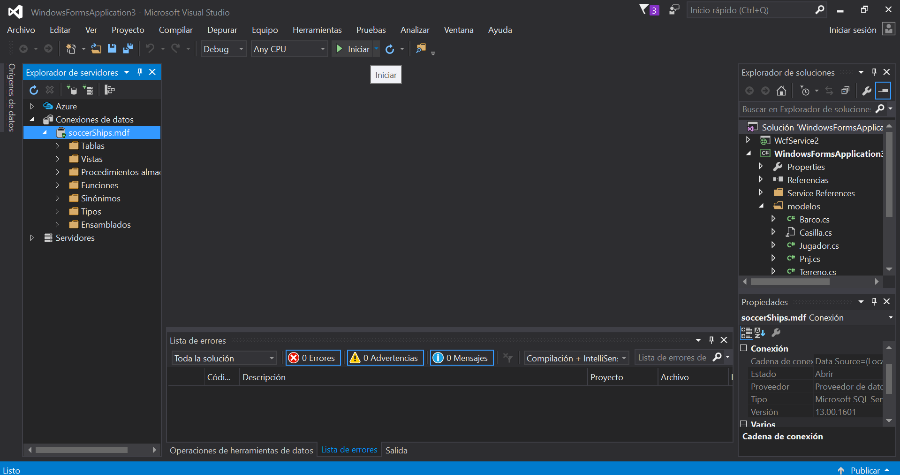 WindowsFormsApplication3 - Microsoft Visual Studio
3
Inicio rápido (Ctrl+Q)
Archivo Editar Ver Proyecto Compilar Depurar Equipo Herramientas Pruebas Analizar Ventana Ayuda
Iniciar sesión
Debug Any CPU Iniciar
Iniciar
Orígenes de datos
Explorador de servidores
Azure
Conexiones de datos
soccerShips.mdf
Tablas
Vistas
Procedimientos almac
Funciones
Sinónimos
Tipos
Ensamblados
Servidores
Lista de errores
Toda la solución 0 Errores 0 Advertencias 0 Mensajes Compilación + IntelliSen Lista de errores de
Códi... Descripción Proyecto Archivo
Operaciones de herramientas de datos Lista de errores Salida
Explorador de soluciones
Buscar en Explorador de soluciones
Solución 'WindowsFormsApplica
WcfService2
WindowsFormsApplication3
Properties
Referencias
Service References
modelos
Barco.cs
Casilla.cs
Jugador.cs
Pnj.cs
Terreno.cs
Propiedades
soccerShips.mdf Conexión
Conexión
Cadena de conex Data Source=(Loc
Estado Abrir
Proveedor Proveedor de dato
Tipo Microsoft SQL Ser
Versión 13.00.1601
Varios
Cadena de conexión
Listo
Publicar